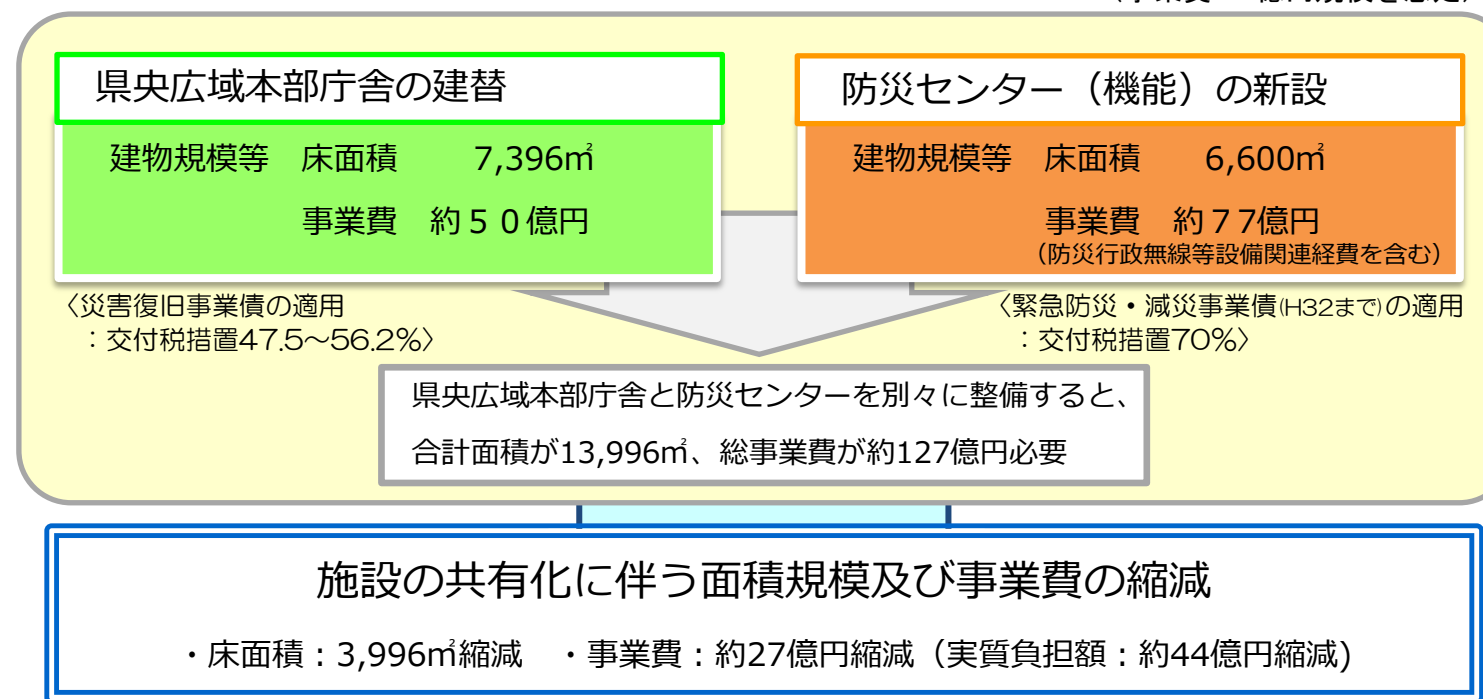 県央広域本部庁舎の建替
建物規模等 床面積 7,396㎡
事業費 約50億円
〈災害復旧事業債の適用
：交付税措置47.5～56.2%〉
防災センター（機能）の新設
建物規模等 床面積 6,600㎡
事業費 約77億円
（防災行政無線等設備関連経費を含む）
〈緊急防災・減災事業債(H32まで)の適用
：交付税措置70%〉
県央広域本部庁舎と防災センターを別々に整備すると、
合計面積が13,996㎡、総事業費が約127億円必要
施設の共有化に伴う面積規模及び事業費の縮減
・床面積：3,996㎡縮減 ・事業費：約27億円縮減（実質負担額：約44億円縮減)